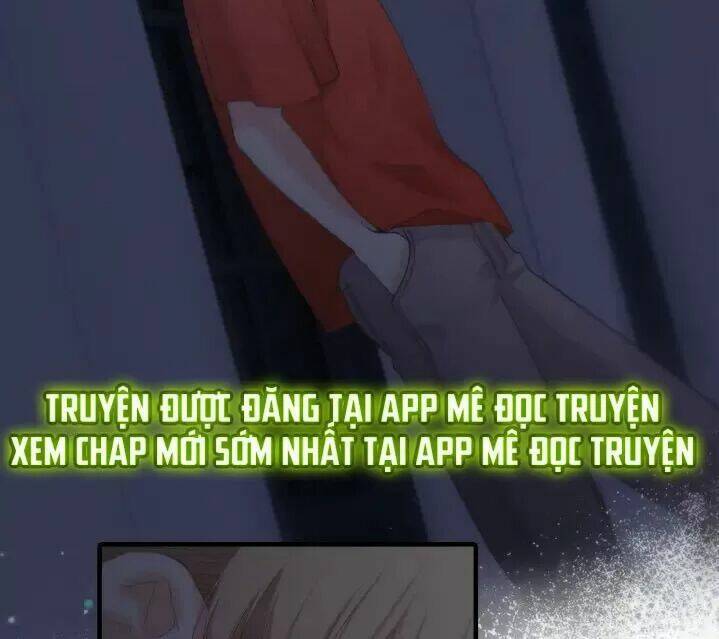 TRUYỆN ĐƯỢC ĐĂNG TẠI APP MÊ ĐỌC TRUYỆN
XEM CHAP MỚI SỚM NHẤT TẠI APP MÊ ĐỌC TRUYỆN